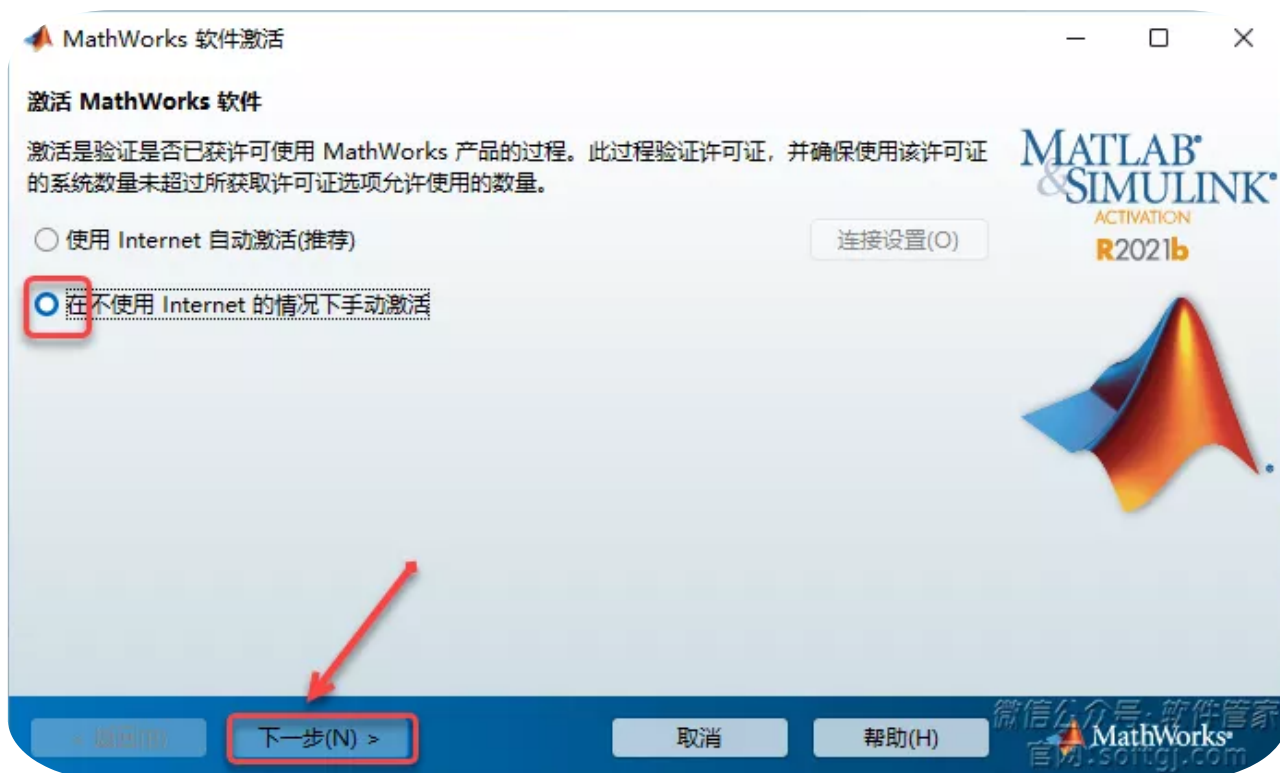 MathWorks 软件激活
激活 MathWorks 软件
激活是验证是否已获许可使用 MathWorks 产品的过程。此过程验证许可证，并确保使用该许可证
的系统数量未超过所获取许可证选项允许使用的数量。
使用 Internet 自动激活(推荐)
连接设置(O)
在不使用 Internet 的情况下手动激活
MATLAB
&SIMULINK
ACTIVATION
R2021b
下一步(N) >
取消
帮助(H)
MathWorks
微信公众号:软件管家
官网.softgj.com